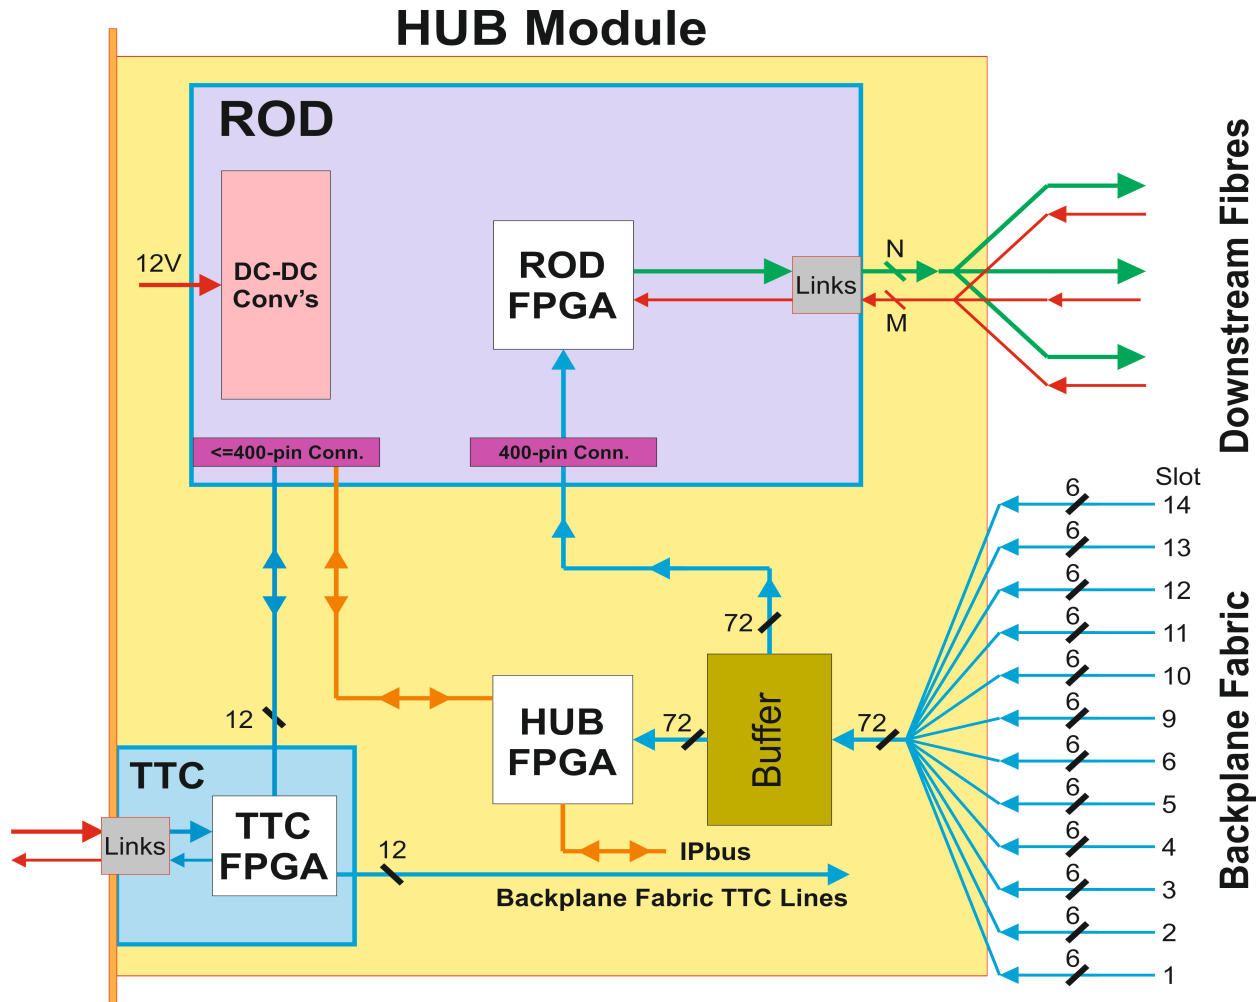 HUB Module
ROD
12V
DC-DC
Conv's
ROD
FPGA
Links
N
M
Downstream Fibres
<=400-pin Conn.
400-pin Conn.
Slot
6
14
6
13
6
12
6
11
6
10
6
9
6
6
6
5
6
4
6
3
6
2
6
1
Backplane Fabric
72
12
HUB
FPGA
72
Buffer
72
TTC
Links
TTC
FPGA
12
IPbus
Backplane Fabric TTC Lines